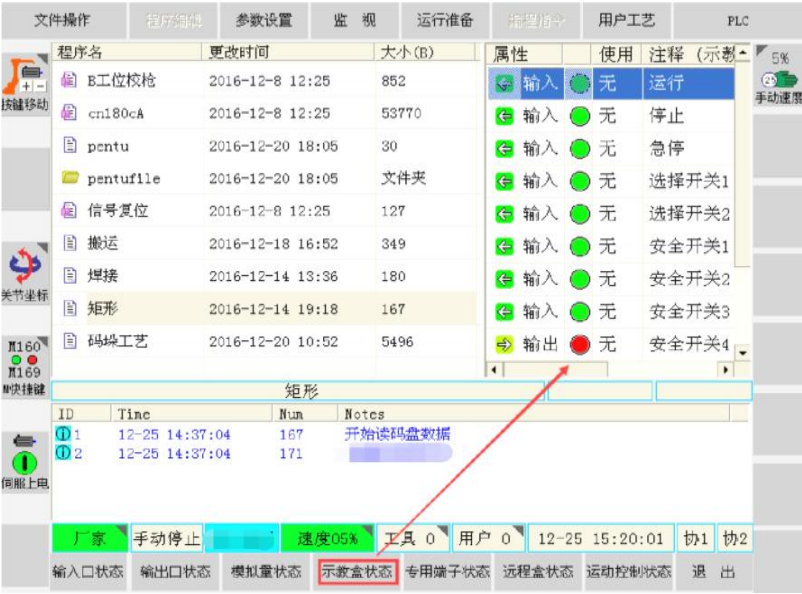 文件操作 程序编辑 参数设置 监 视 运行准备 编程指令 用户工艺 PLC
程序名 更改时间 大小(B)
B工位校枪 2016-12-8 12:25 852
cn180cA 2016-12-8 12:25 53770
pentu 2016-12-20 18:05 30
pentufile 2016-12-20 18:05 文件夹
信号复位 2016-12-8 12:25 127
搬运 2016-12-18 16:52 349
焊接 2016-12-14 13:36 180
矩形 2016-12-14 19:18 167
码垛工艺 2016-12-20 10:52 5496
属性 使用 注释 (示教
输入 无 运行
输入 无 停止
输入 无 急停
输入 无 选择开关1
输入 无 选择开关2
输入 无 安全开关1
输入 无 安全开关2
输入 无 安全开关3
输出 无 安全开关4
按键移动
关节坐标
M160
M169
M快捷键
伺服上电
5%
25
手动速度
矩形
ID Time Num Notes
1 12-25 14:37:04 167 开始读码盘数据
2 12-25 14:37:04 171
厂家 手动停止 速度05% 工具 0 用户 0 12-25 15:20:01 协1 协2
输入口状态 输出口状态 模拟量状态 示教盒状态 专用端子状态 远程盒状态 运动控制状态 退 出